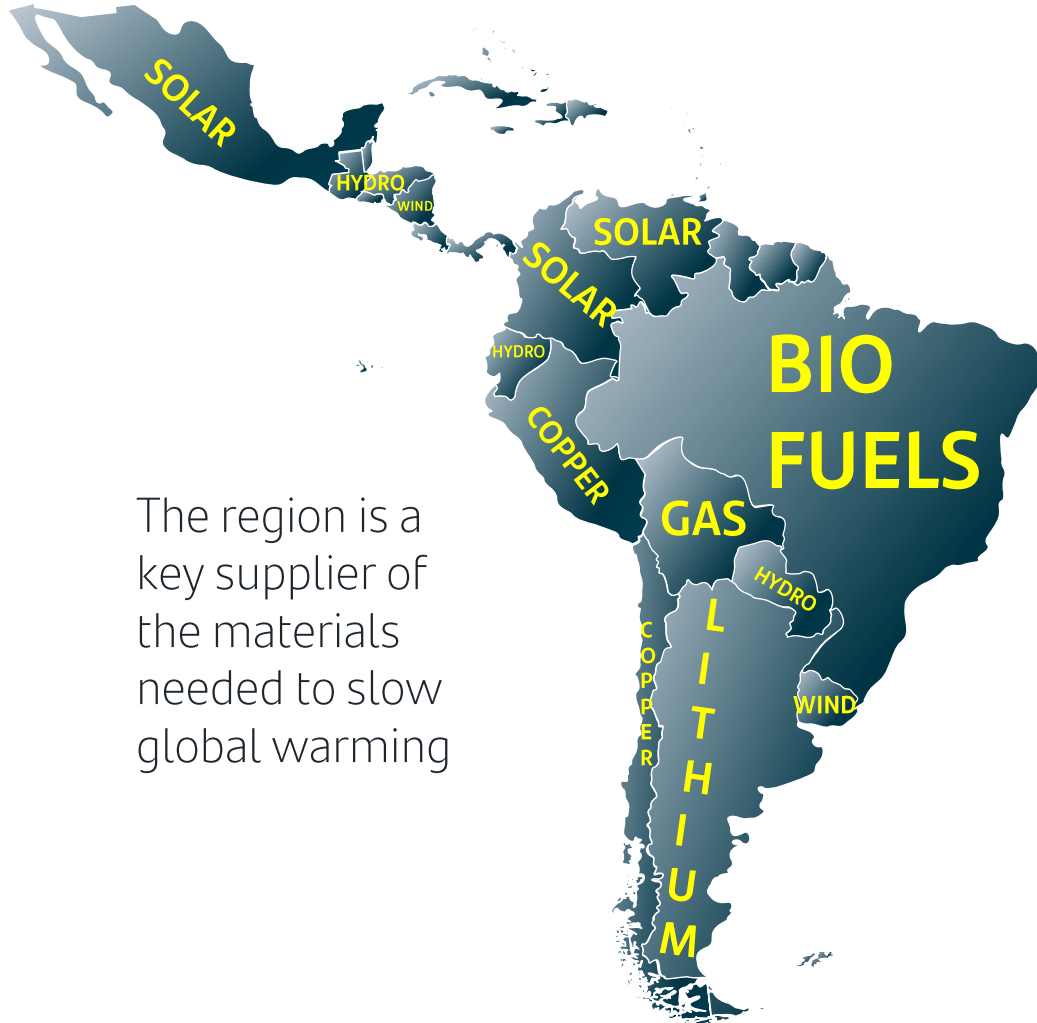 SOLAR
HYDRO
WIND
SOLAR
SOLAR
HYDRO
BIO
FUELS
COPPER
The region is a
key supplier of
the materials
needed to slow
global warming
GAS
HYDRO
COPPER
LITHIUM
WIND